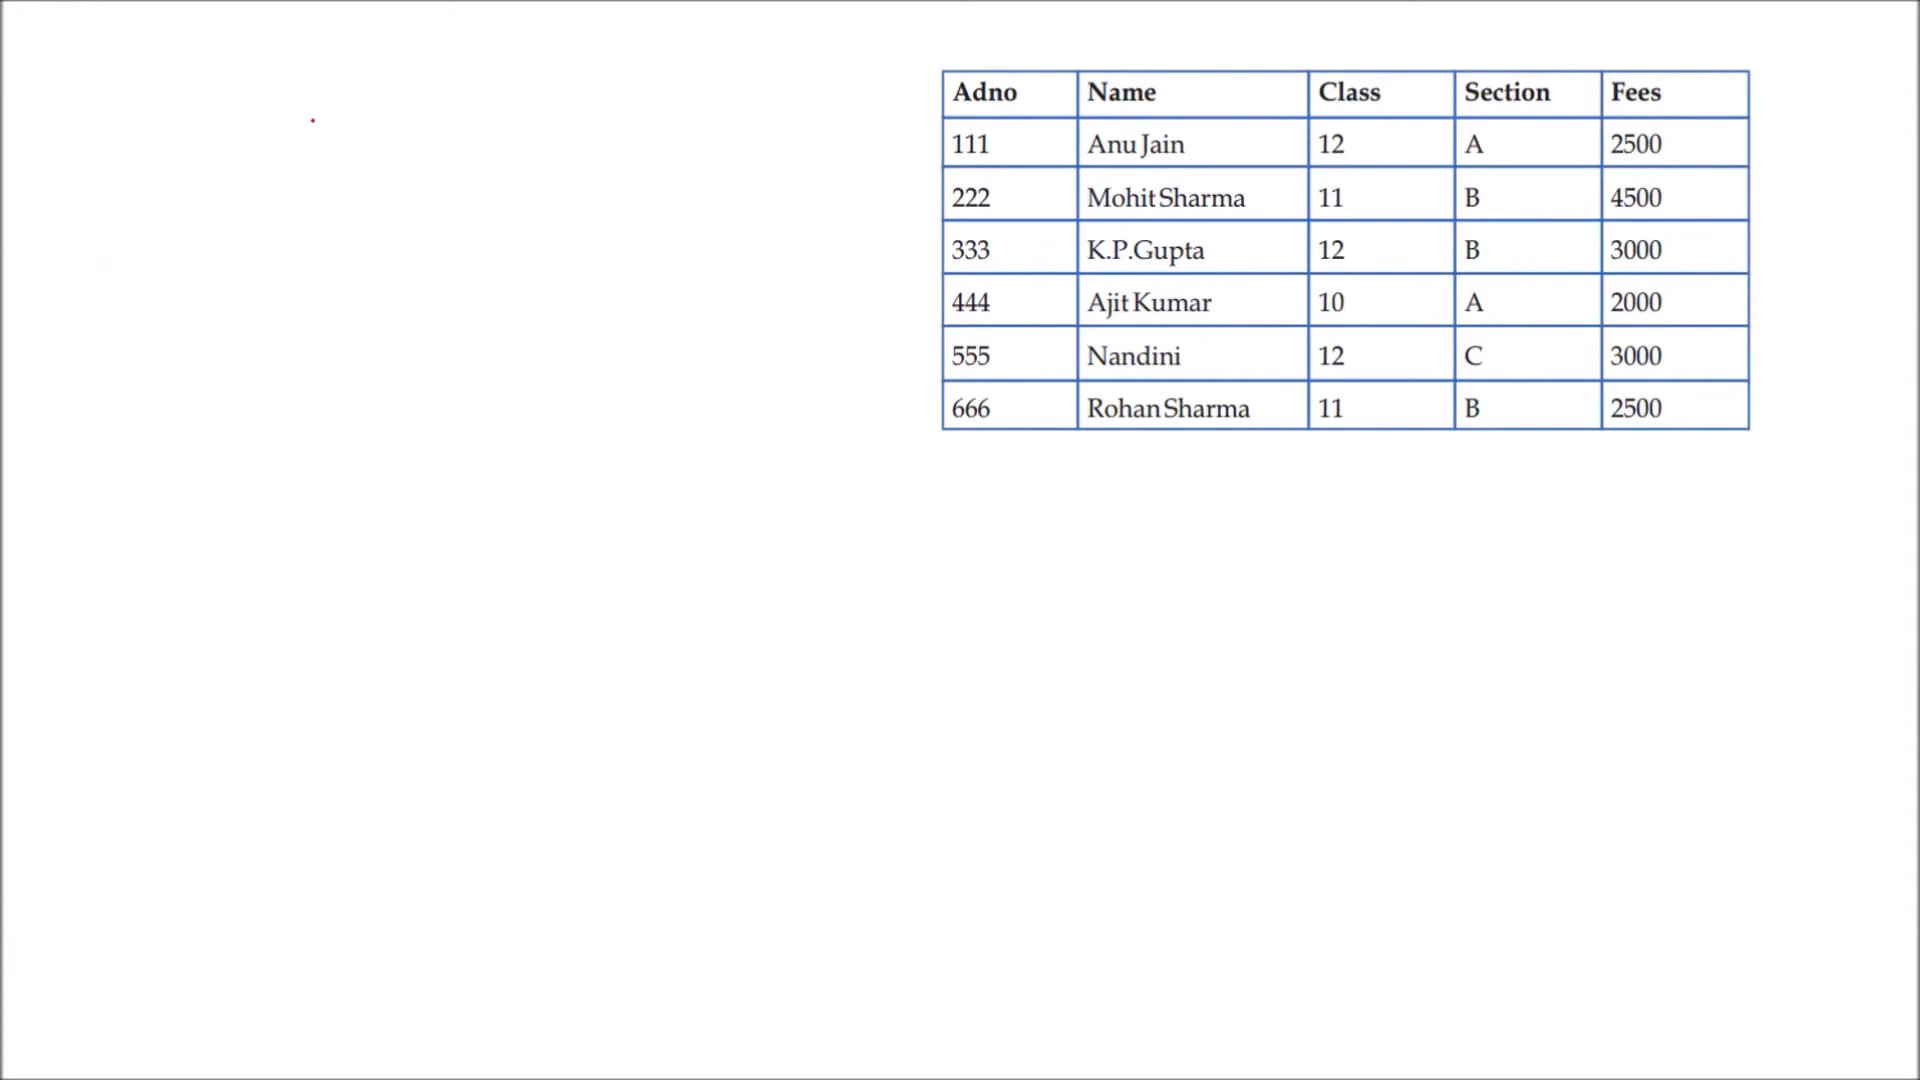 Adno Name Class Section Fees
111 Anu Jain 12 A 2500
222 Mohit Sharma 11 B 4500
333 K.P.Gupta 12 B 3000
444 Ajit Kumar 10 A 2000
555 Nandini 12 C 3000
666 Rohan Sharma 11 B 2500